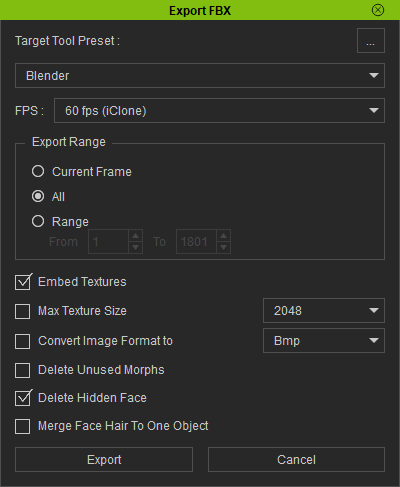 Export FBX
Target Tool Preset :
...
Blender
FPS : 60 fps (iClone)
Export Range
Current Frame
All
Range
From 1 To 1801
Embed Textures
Max Texture Size 2048
Convert Image Format to Bmp
Delete Unused Morphs
Delete Hidden Face
Merge Face Hair To One Object
Export Cancel